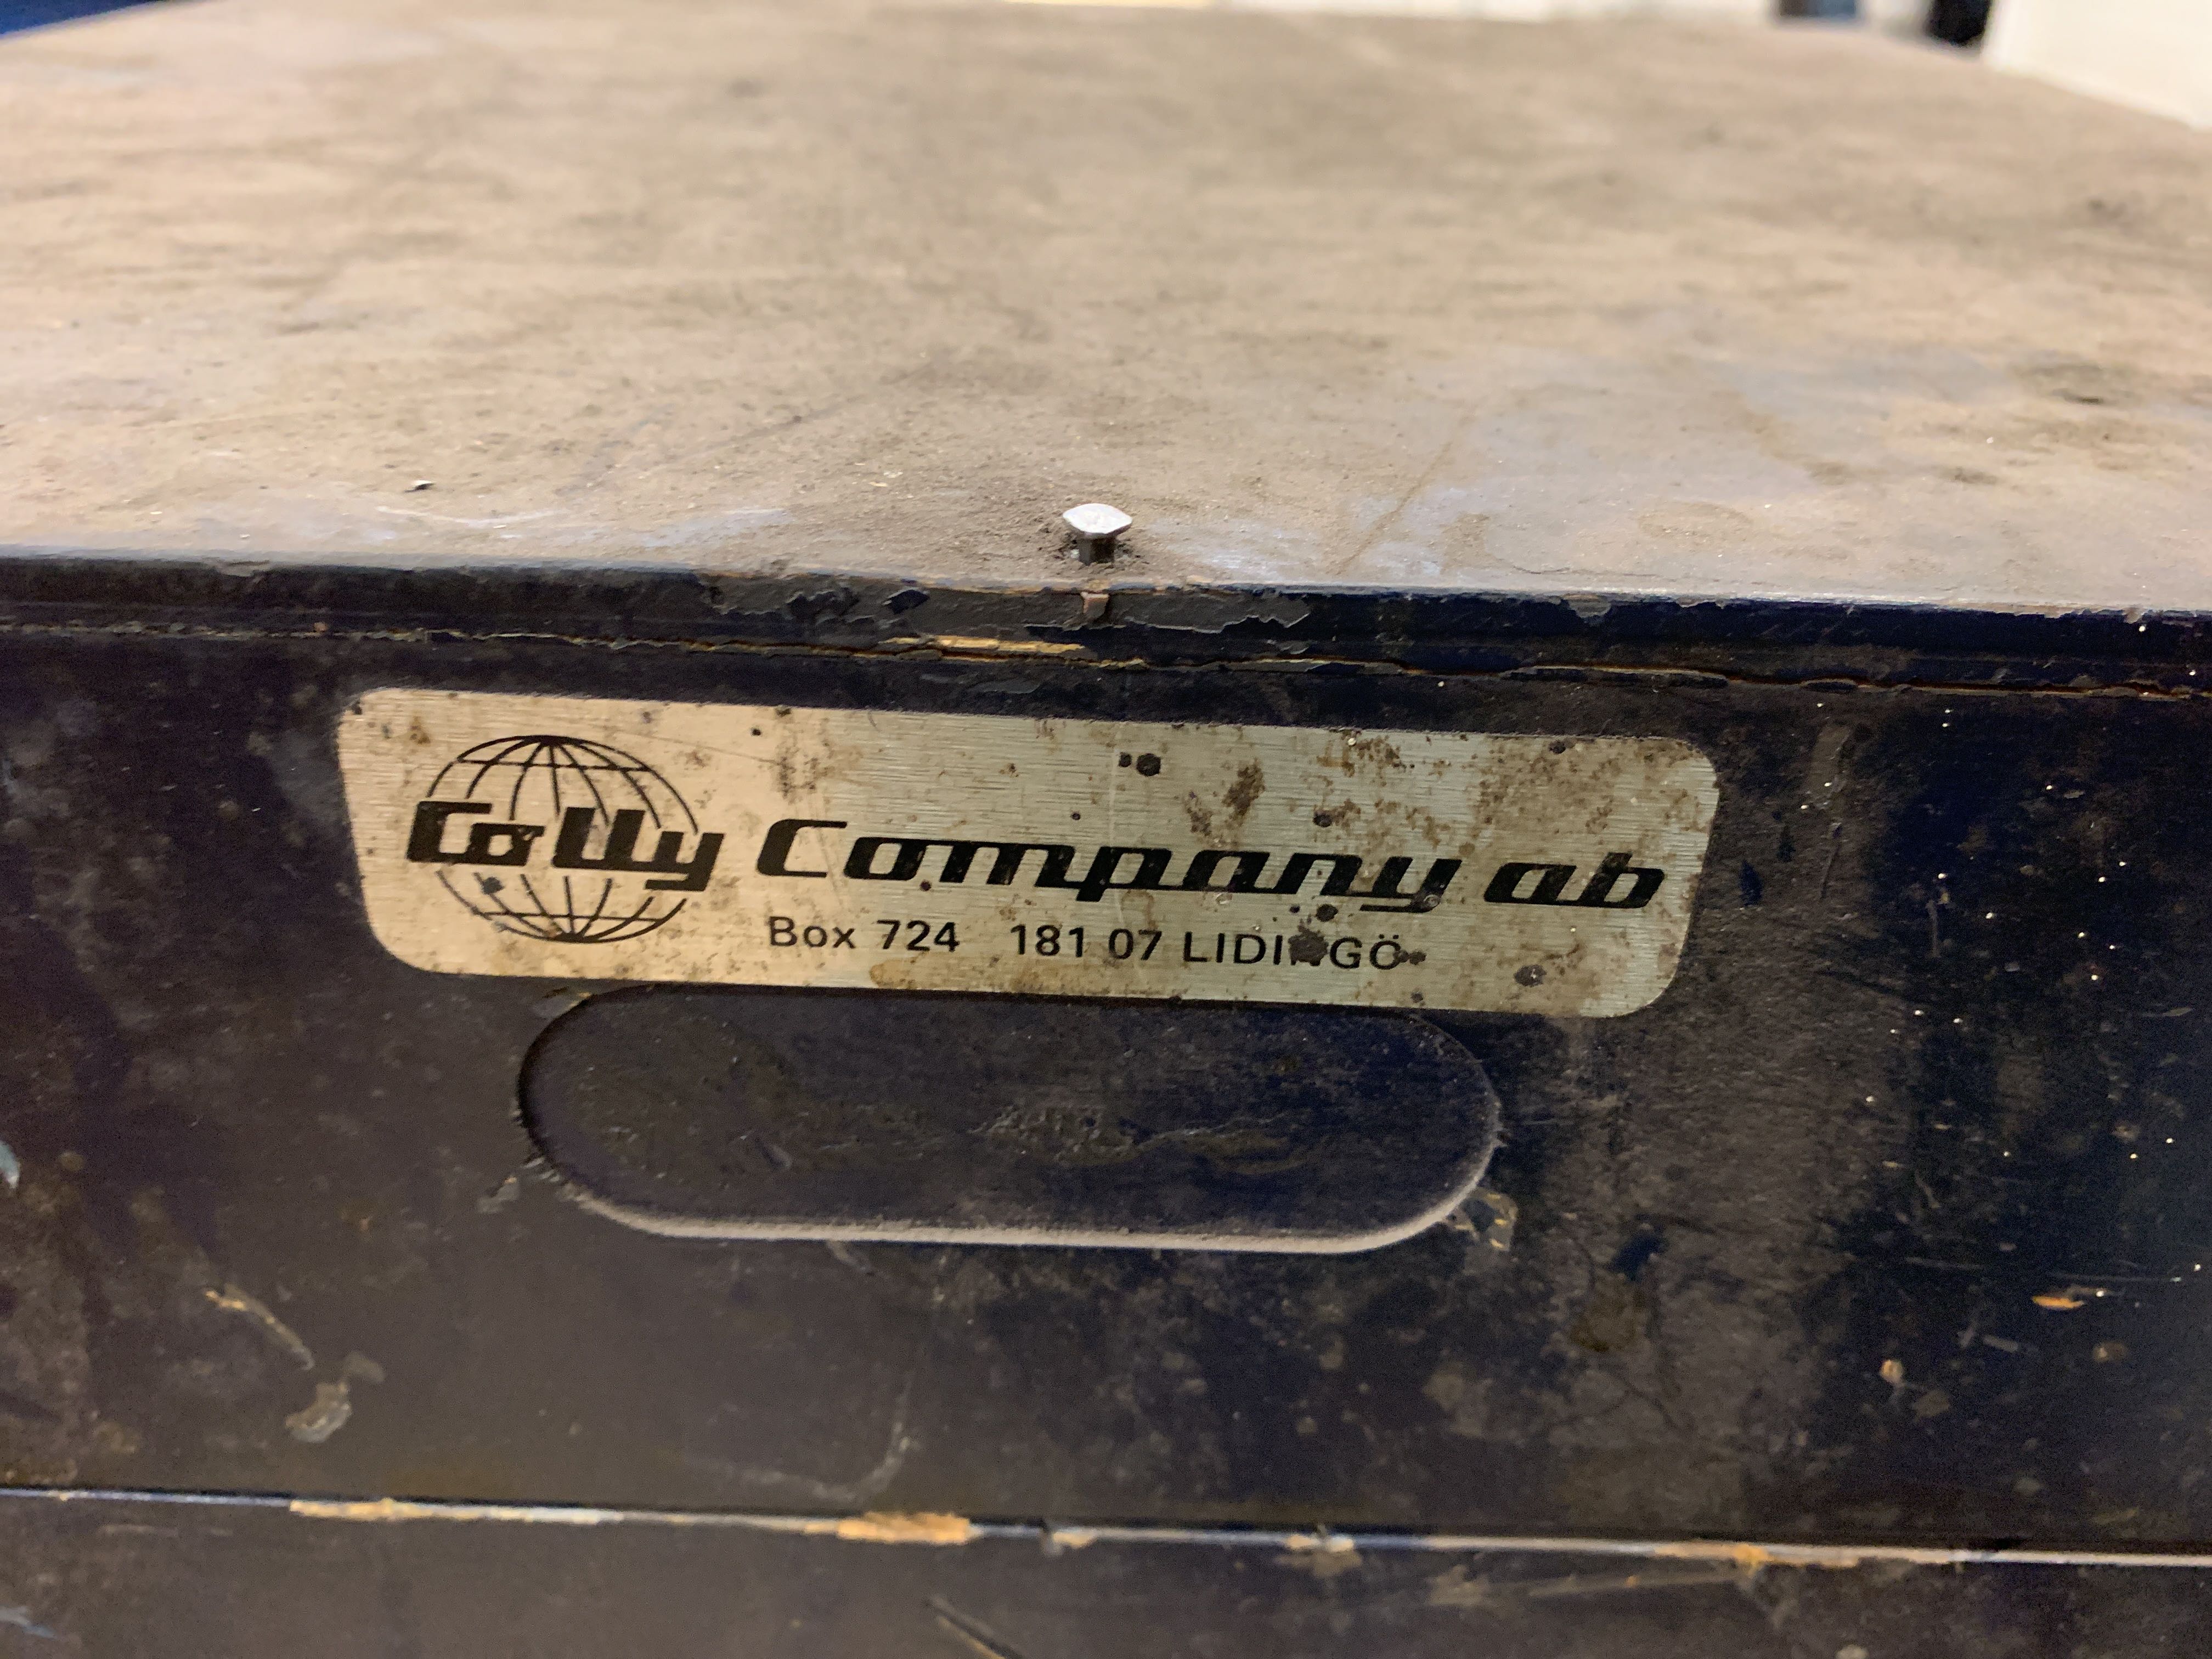 Colly Company ab
Box 724 181 07 LIDINGÖ